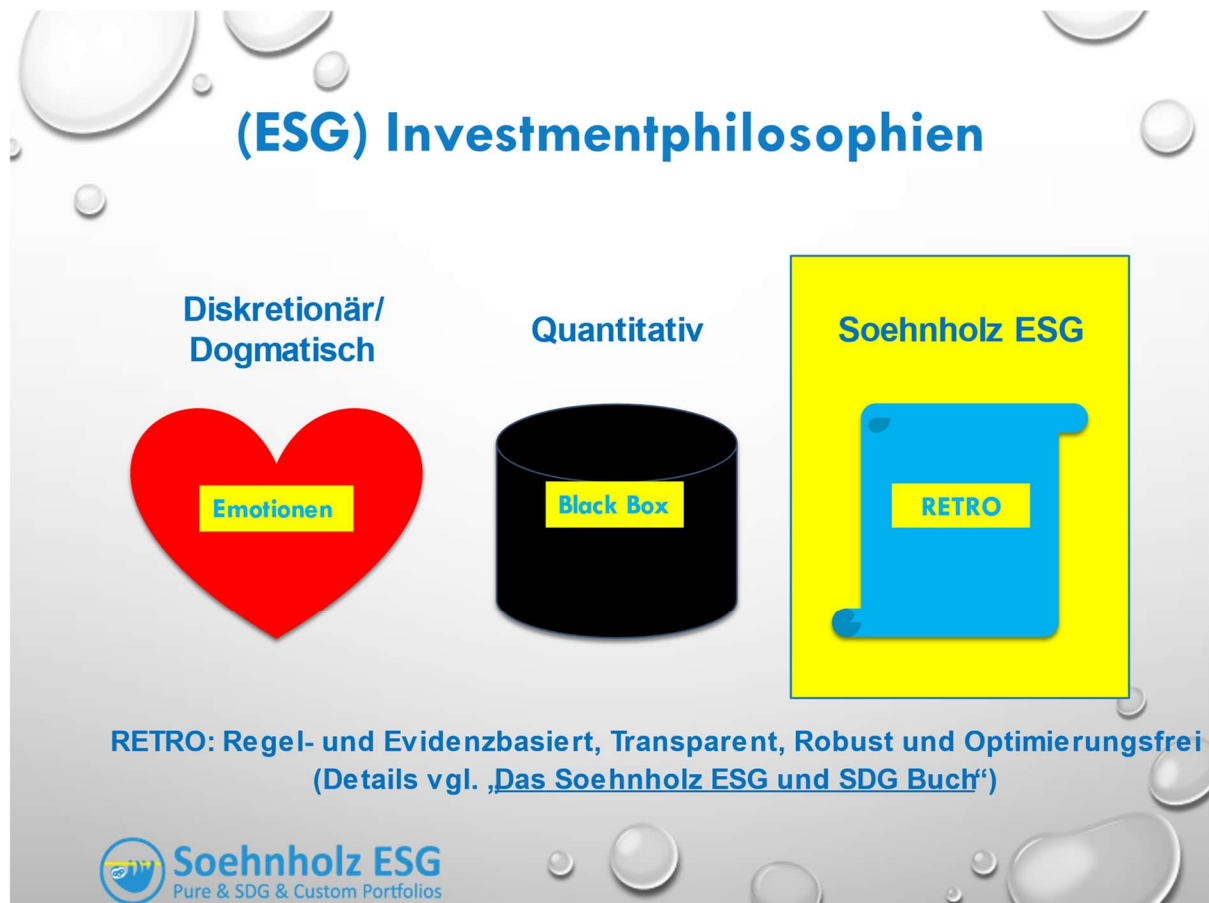 (ESG) Investmentphilosophien
Diskretionär/
Dogmatisch
Quantitativ
Soehnholz ESG
Emotionen
Black Box
RETRO
RETRO: Regel- und Evidenzbasiert, Transparent, Robust und Optimierungsfrei
(Details vgl. „Das Soehnholz ESG und SDG Buch“)
Soehnholz ESG
Pure & SDG & Custom Portfolios